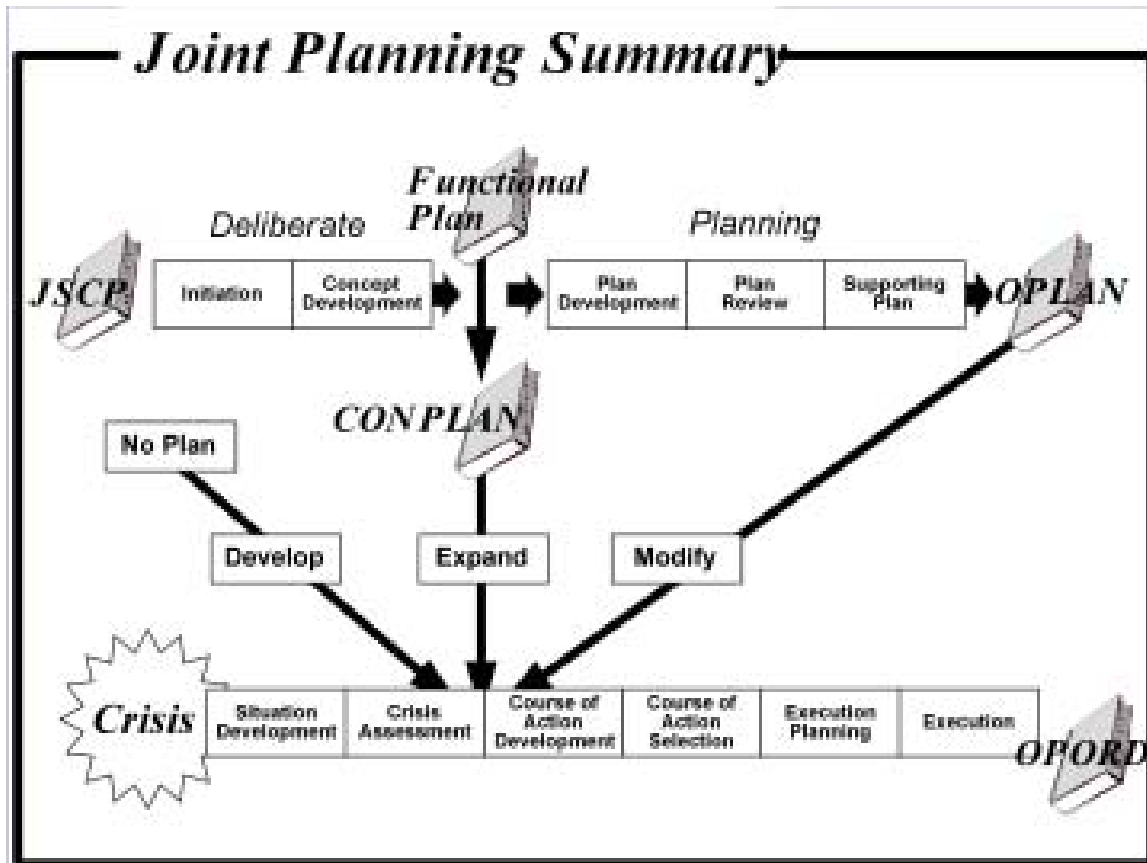 Joint Planning Summary
Functional
Plan
Deliberate
Planning
JSCP
Initiation
Concept
Development
Plan
Development
Plan
Review
Supporting
Plan
OPLAN
CONPLAN
No Plan
Develop
Expand
Modify
Crisis
Situation
Development
Crisis
Assessment
Course of
Action
Development
Course of
Action
Selection
Execution
Planning
Execution
OPORD